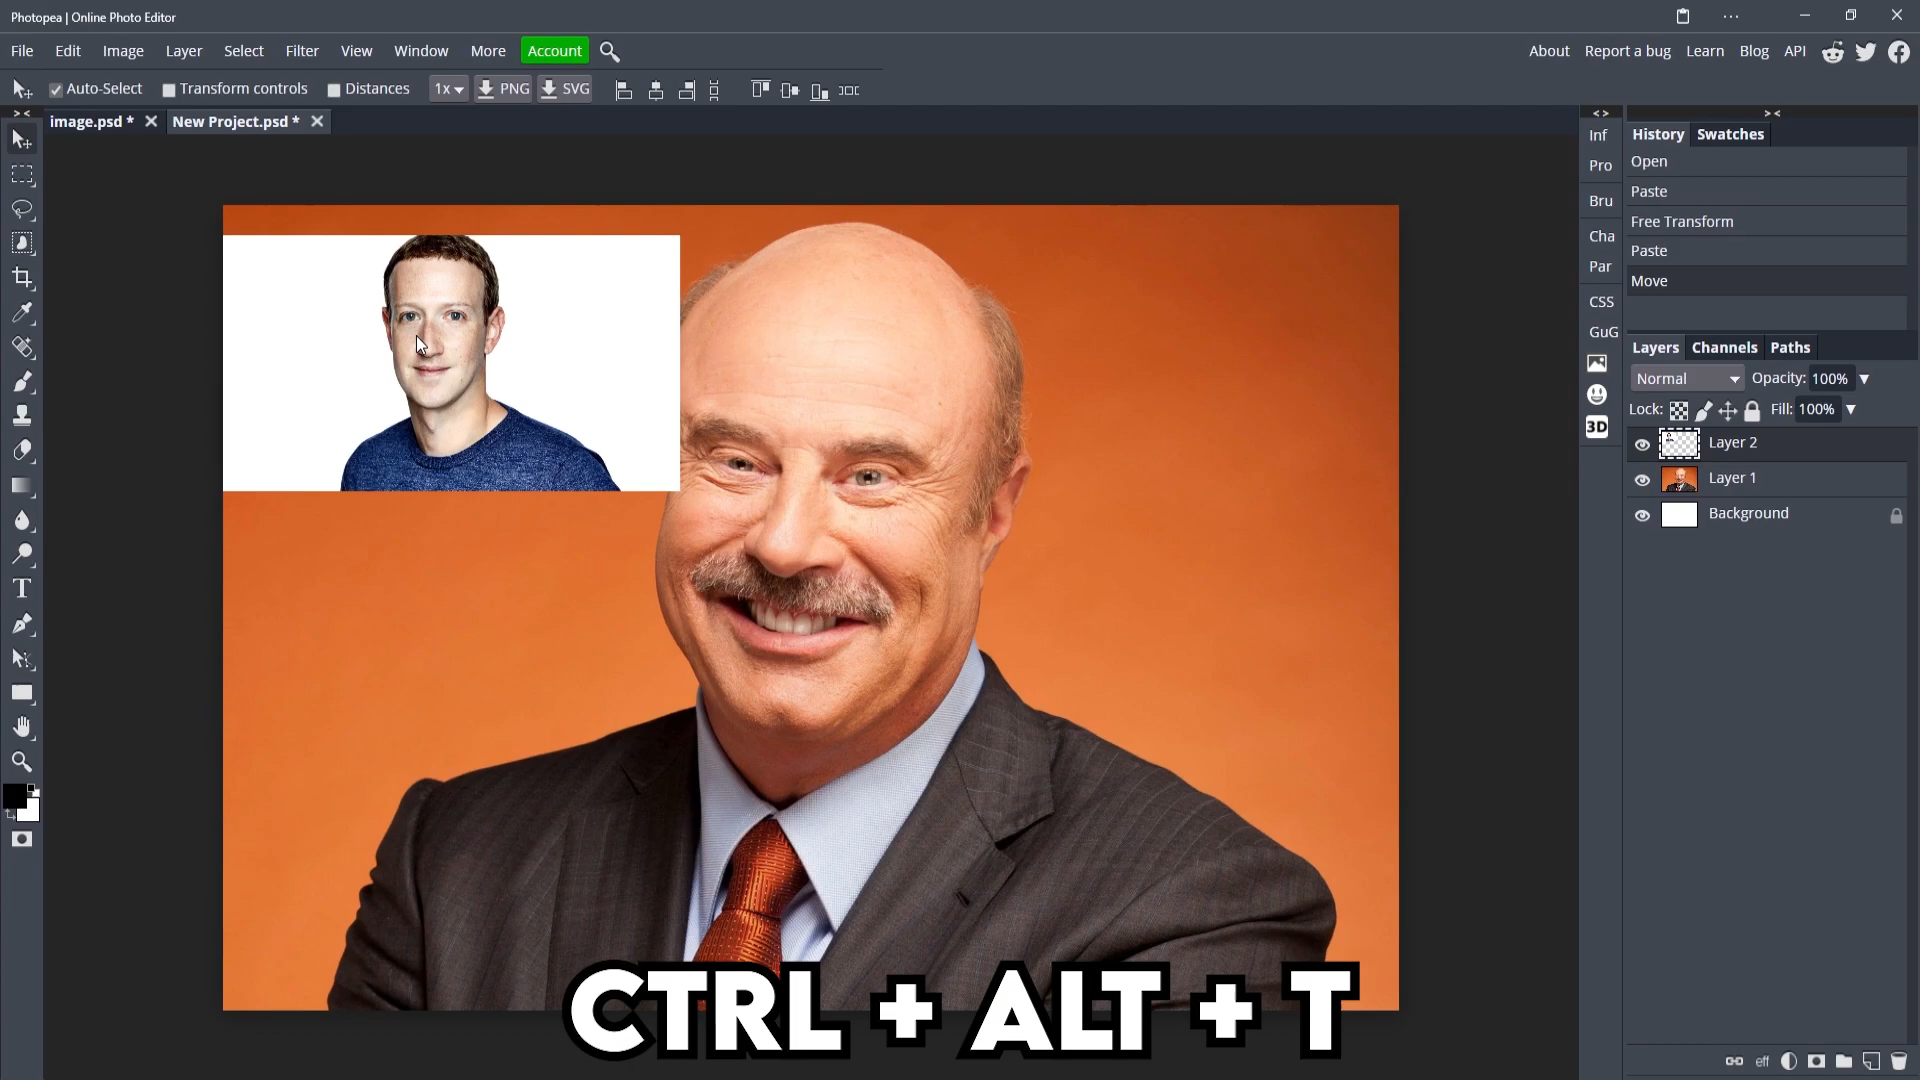 Photopea | Online Photo Editor
File Edit Image Layer Select Filter View Window More Account
About Report a bug Learn Blog API
Auto-Select Transform controls Distances 1x PNG SVG
image.psd * New Project.psd *
Inf
Pro
Bru
Cha
Par
CSS
GuG
3D
History Swatches
Open
Paste
Free Transform
Paste
Move
Layers Channels Paths
Normal Opacity: 100%
Lock: Fill: 100%
Layer 2
Layer 1
Background
T
eff
CTRL + ALT + T